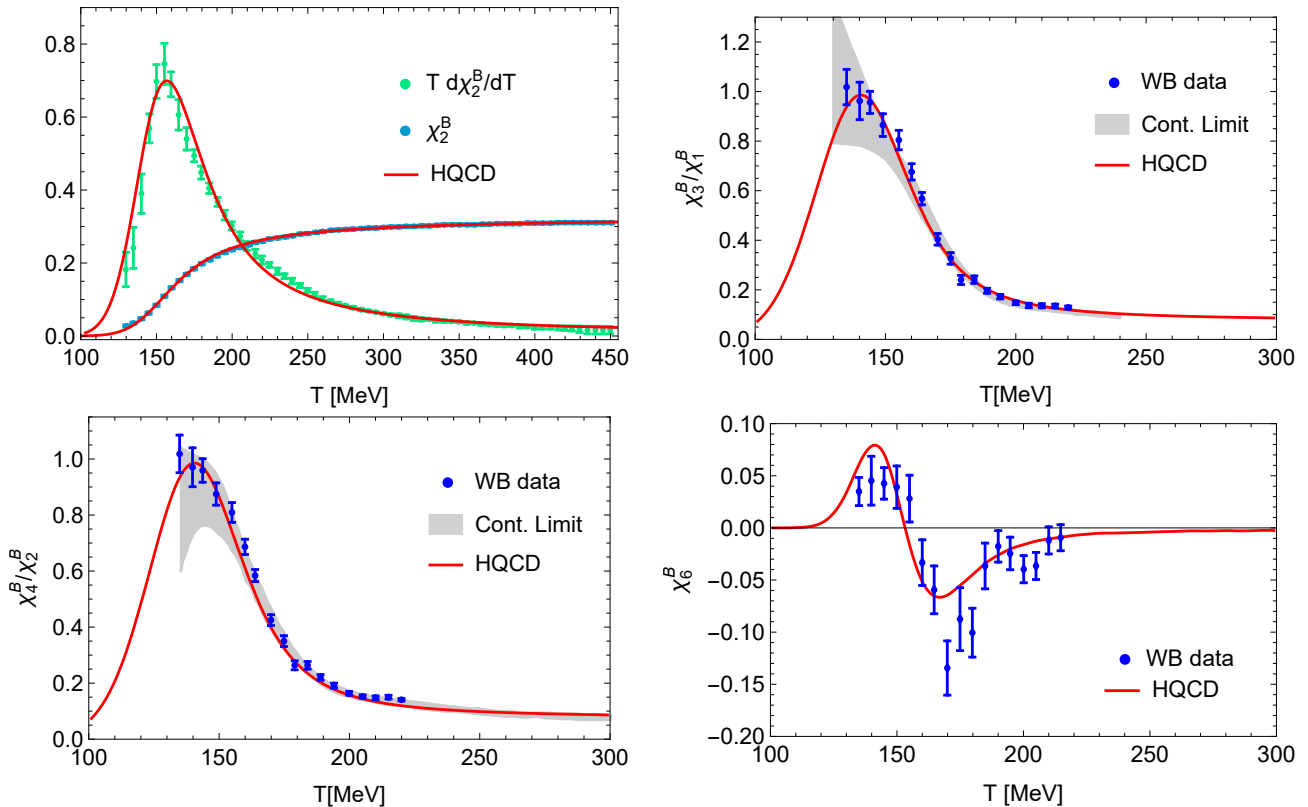 0.8
0.6
0.4
0.2
0.0
100 150 200 250 300 350 400 450
T [MeV]
T dχ₂ᴮ/dT
χ₂ᴮ
HQCD
1.2
1.0
0.8
0.6
0.4
0.2
0.0
χ₃ᴮ/χ₁ᴮ
100 150 200 250 300
T[MeV]
WB data
Cont. Limit
HQCD
1.0
0.8
0.6
0.4
0.2
0.0
χ₄ᴮ/χ₂ᴮ
100 150 200 250 300
T[MeV]
WB data
Cont. Limit
HQCD
0.10
0.05
0.00
−0.05
−0.10
−0.15
−0.20
χ₆ᴮ
100 150 200 250 300
T [MeV]
WB data
HQCD